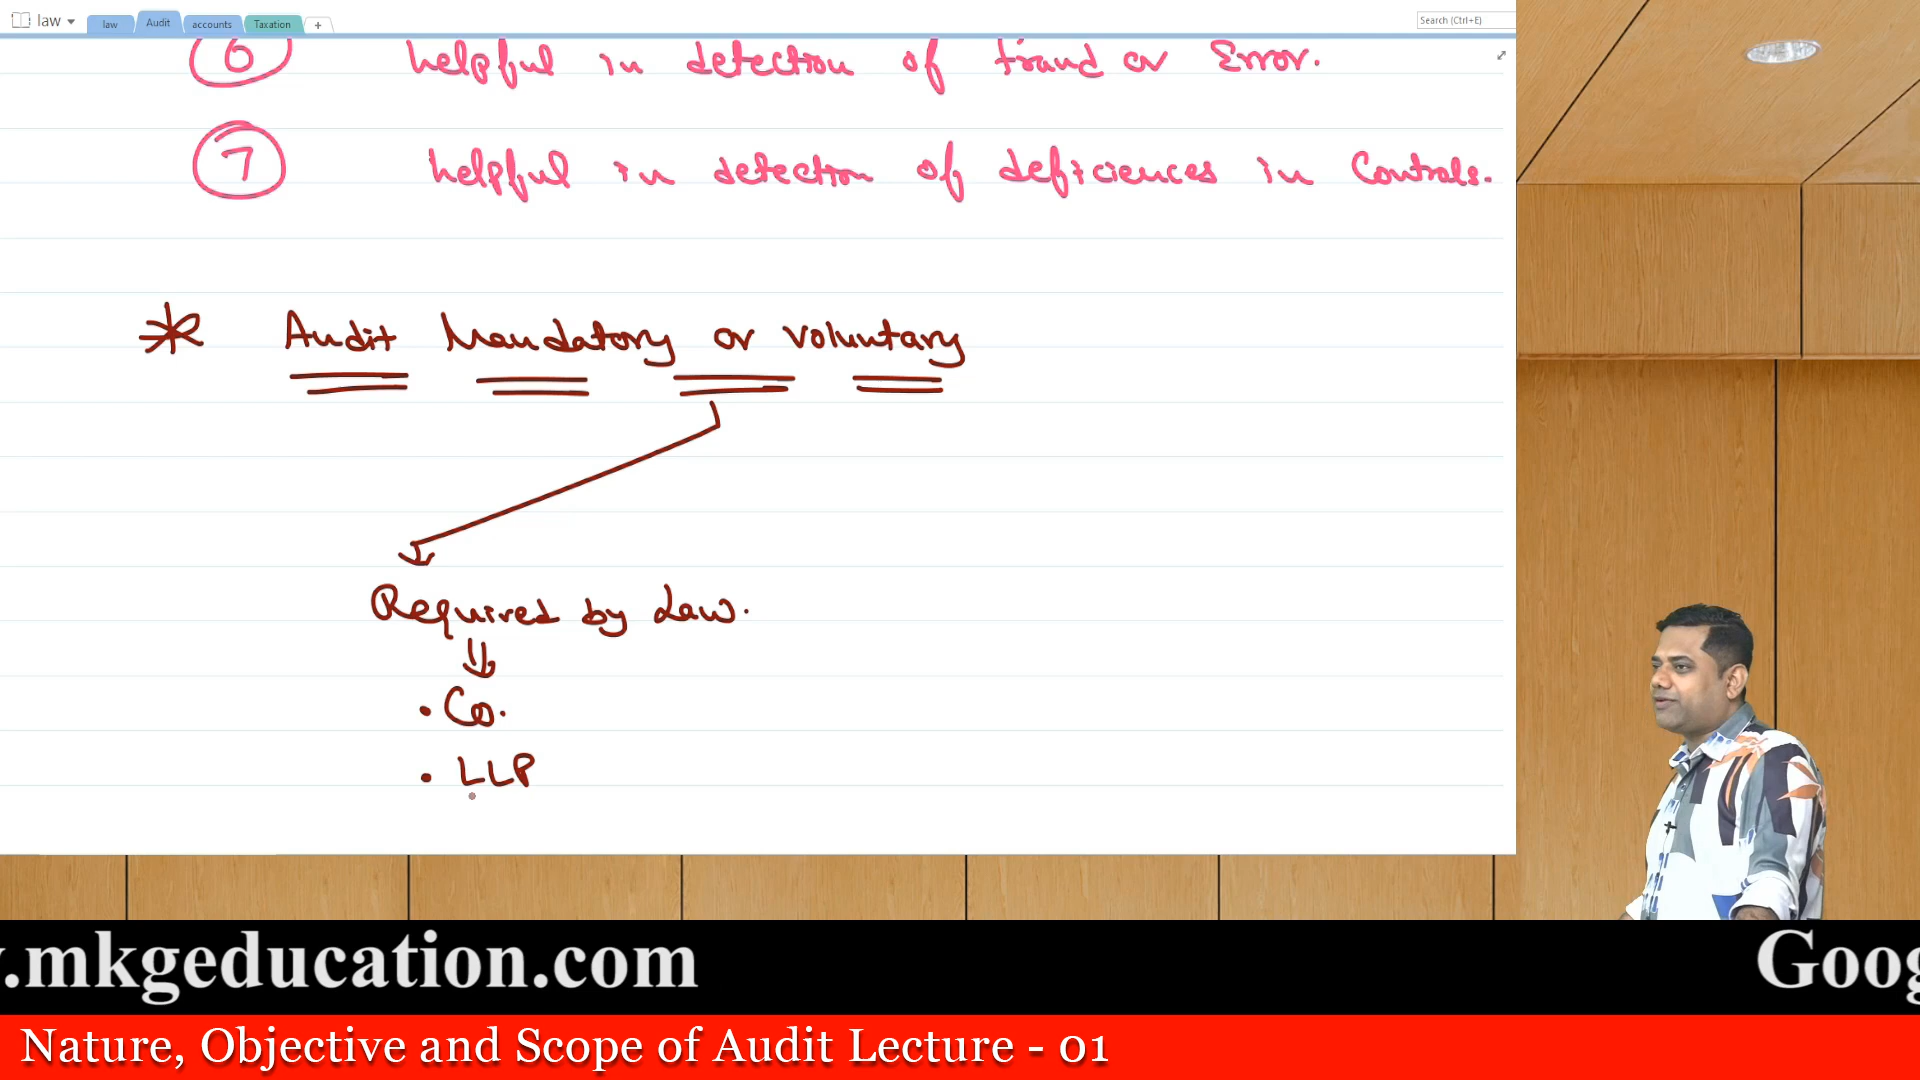 law
law Audit accounts Taxation +
Search (Ctrl+E)
6 helpful in detection of fraud or Error.
7 helpful in detection of deficiences in Controls.
* Audit Mandatory or Voluntary
Required by Law.
• Co.
• LLP
.mkgeducation.com
Goog
Nature, Objective and Scope of Audit Lecture - 01